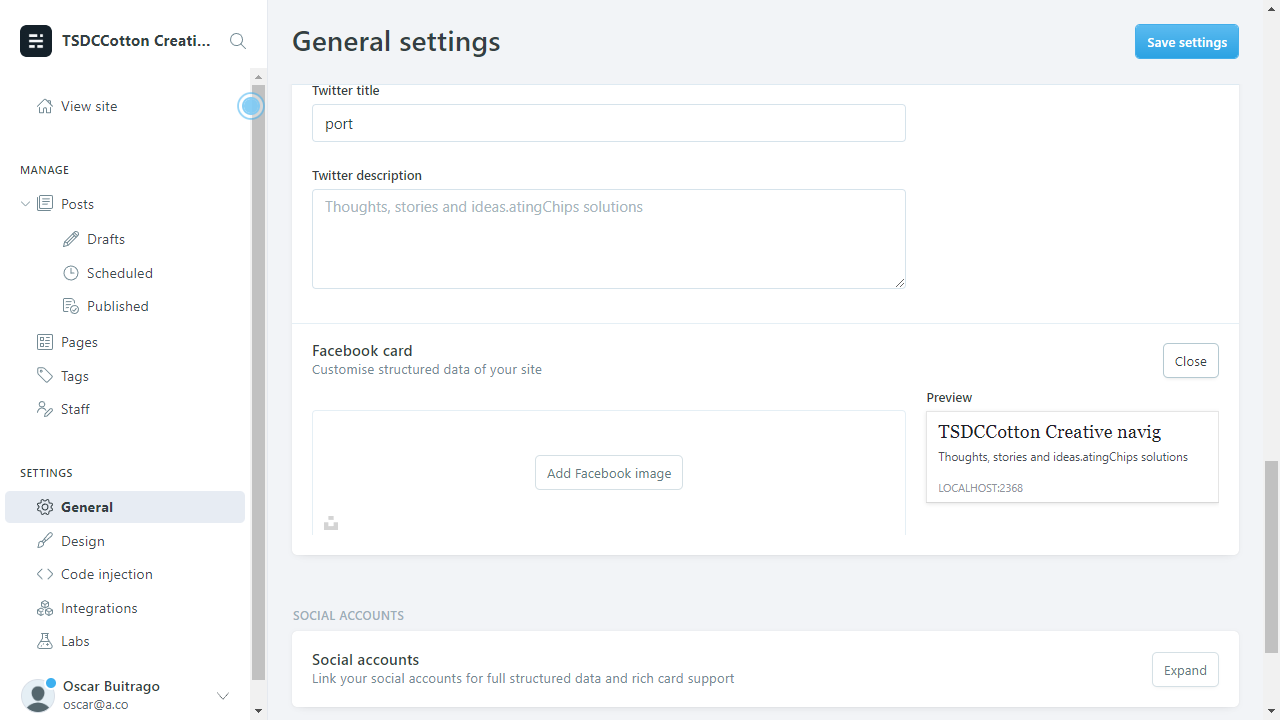 TSDCCotton Creati...
View site
MANAGE
Posts
Drafts
Scheduled
Published
Pages
Tags
Staff
SETTINGS
General
Design
Code injection
Integrations
Labs
Oscar Buitrago
oscar@a.co
General settings
Save settings
Twitter title
port
Twitter description
Thoughts, stories and ideas.atingChips solutions
Facebook card
Customise structured data of your site
Close
Add Facebook image
Preview
TSDCCotton Creative navig
Thoughts, stories and ideas.atingChips solutions
LOCALHOST:2368
SOCIAL ACCOUNTS
Social accounts
Link your social accounts for full structured data and rich card support
Expand